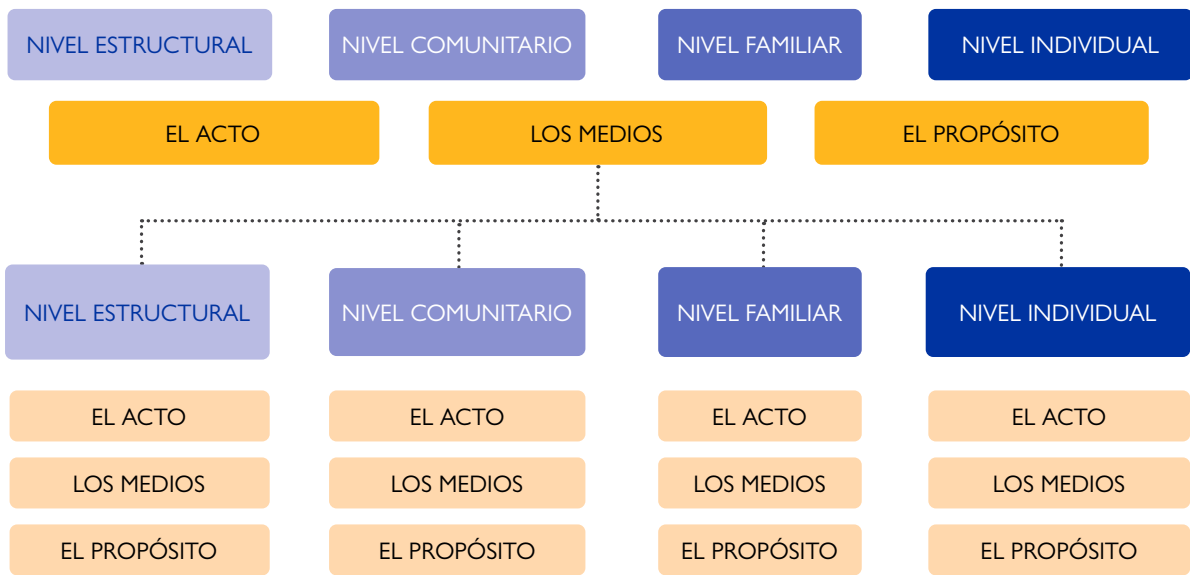 NIVEL ESTRUCTURAL
NIVEL COMUNITARIO
NIVEL FAMILIAR
NIVEL INDIVIDUAL
EL ACTO
LOS MEDIOS
EL PROPÓSITO
NIVEL ESTRUCTURAL
NIVEL COMUNITARIO
NIVEL FAMILIAR
NIVEL INDIVIDUAL
EL ACTO
EL ACTO
EL ACTO
EL ACTO
LOS MEDIOS
LOS MEDIOS
LOS MEDIOS
LOS MEDIOS
EL PROPÓSITO
EL PROPÓSITO
EL PROPÓSITO
EL PROPÓSITO